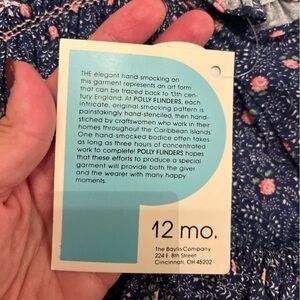 THE elegant hand smocking on
this garment represents an art form
that can be traced back to 13th cen-
tury England. At POLLY FLINDERS, each
intricate, original smocking pattern is
painstakingly hand-stenciled, then hand-
stiched by craftswomen who work in their
homes throughout the Caribbean Islands.
One hand-smocked bodice often takes
as long as three hours of concentrated
work to complete! POLLY FLINDERS hopes
that these efforts to produce a special
garment will provide both the giver
and the wearer with many happy
moments.
12 mo.
The Baylis Company
224 E. 8th Street
Cincinnati, OH 45202